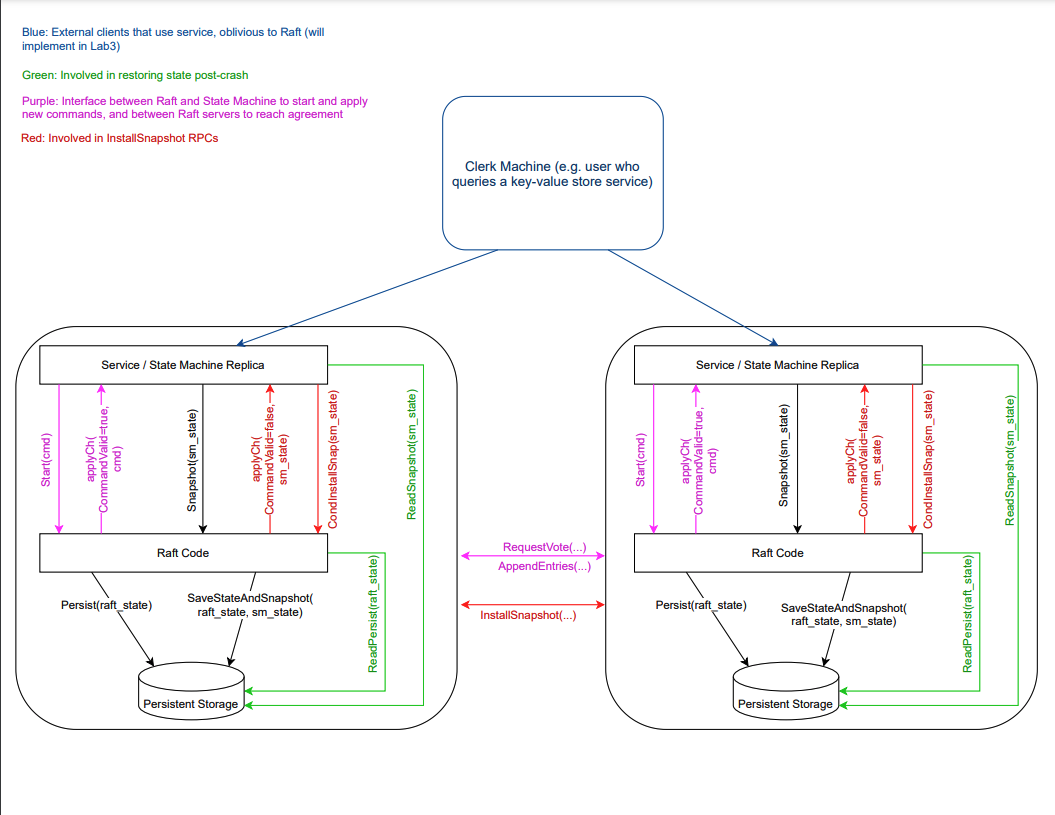 Blue: External clients that use service, oblivious to Raft (will
implement in Lab3)
Green: Involved in restoring state post-crash
Purple: Interface between Raft and State Machine to start and apply
new commands, and between Raft servers to reach agreement
Red: Involved in InstallSnapshot RPCs
Clerk Machine (e.g. user who
queries a key-value store service)
Service / State Machine Replica
Start(cmd)
applyCh(
CommandValid=true,
cmd)
Snapshot(sm_state)
applyCh(
CommandValid=false,
sm_state)
CondInstallSnap(sm_state)
ReadSnapshot(sm_state)
Raft Code
Persist(raft_state)
SaveStateAndSnapshot(
raft_state, sm_state)
ReadPersist(raft_state)
Persistent Storage
RequestVote(...)
AppendEntries(...)
InstallSnapshot(...)
Service / State Machine Replica
Start(cmd)
applyCh(
CommandValid=true,
cmd)
Snapshot(sm_state)
applyCh(
CommandValid=false,
sm_state)
CondInstallSnap(sm_state)
ReadSnapshot(sm_state)
Raft Code
Persist(raft_state)
SaveStateAndSnapshot(
raft_state, sm_state)
ReadPersist(raft_state)
Persistent Storage